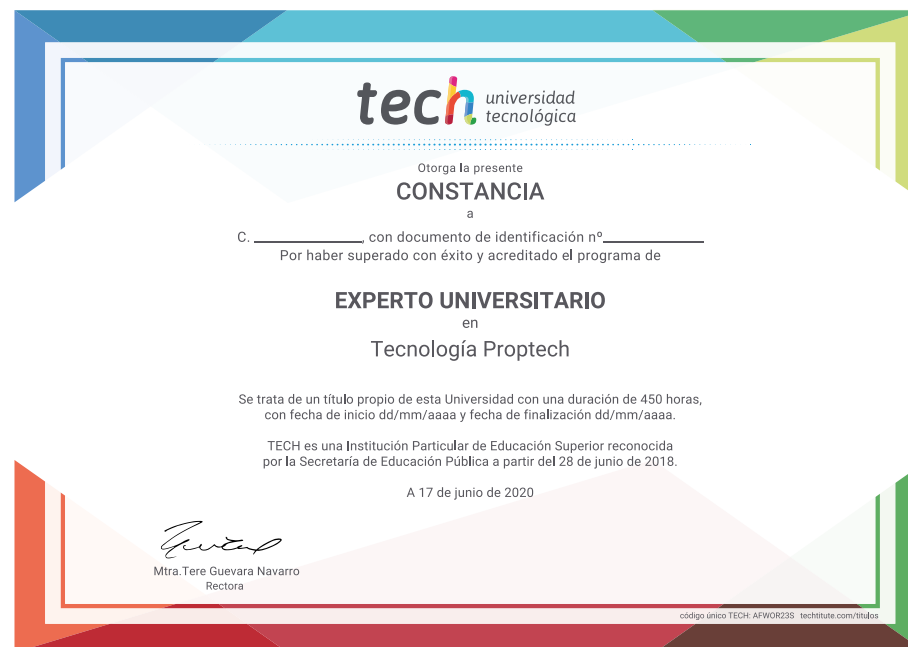 tech universidad
tecnológica
Otorga la presente
CONSTANCIA
a
C. ____________, con documento de identificación nº____________
Por haber superado con éxito y acreditado el programa de
EXPERTO UNIVERSITARIO
en
Tecnología Proptech
Se trata de un título propio de esta Universidad con una duración de 450 horas,
con fecha de inicio dd/mm/aaaa y fecha de finalización dd/mm/aaaa.
TECH es una Institución Particular de Educación Superior reconocida
por la Secretaría de Educación Pública a partir del 28 de junio de 2018.
A 17 de junio de 2020
Mtra.Tere Guevara Navarro
Rectora
código único TECH: AFWOR23S techtitute.com/titulos